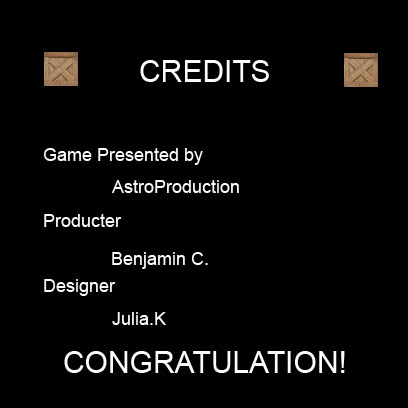 CREDITS
Game Presented by
AstroProduction
Producter
Benjamin C.
Designer
Julia.K
CONGRATULATION!